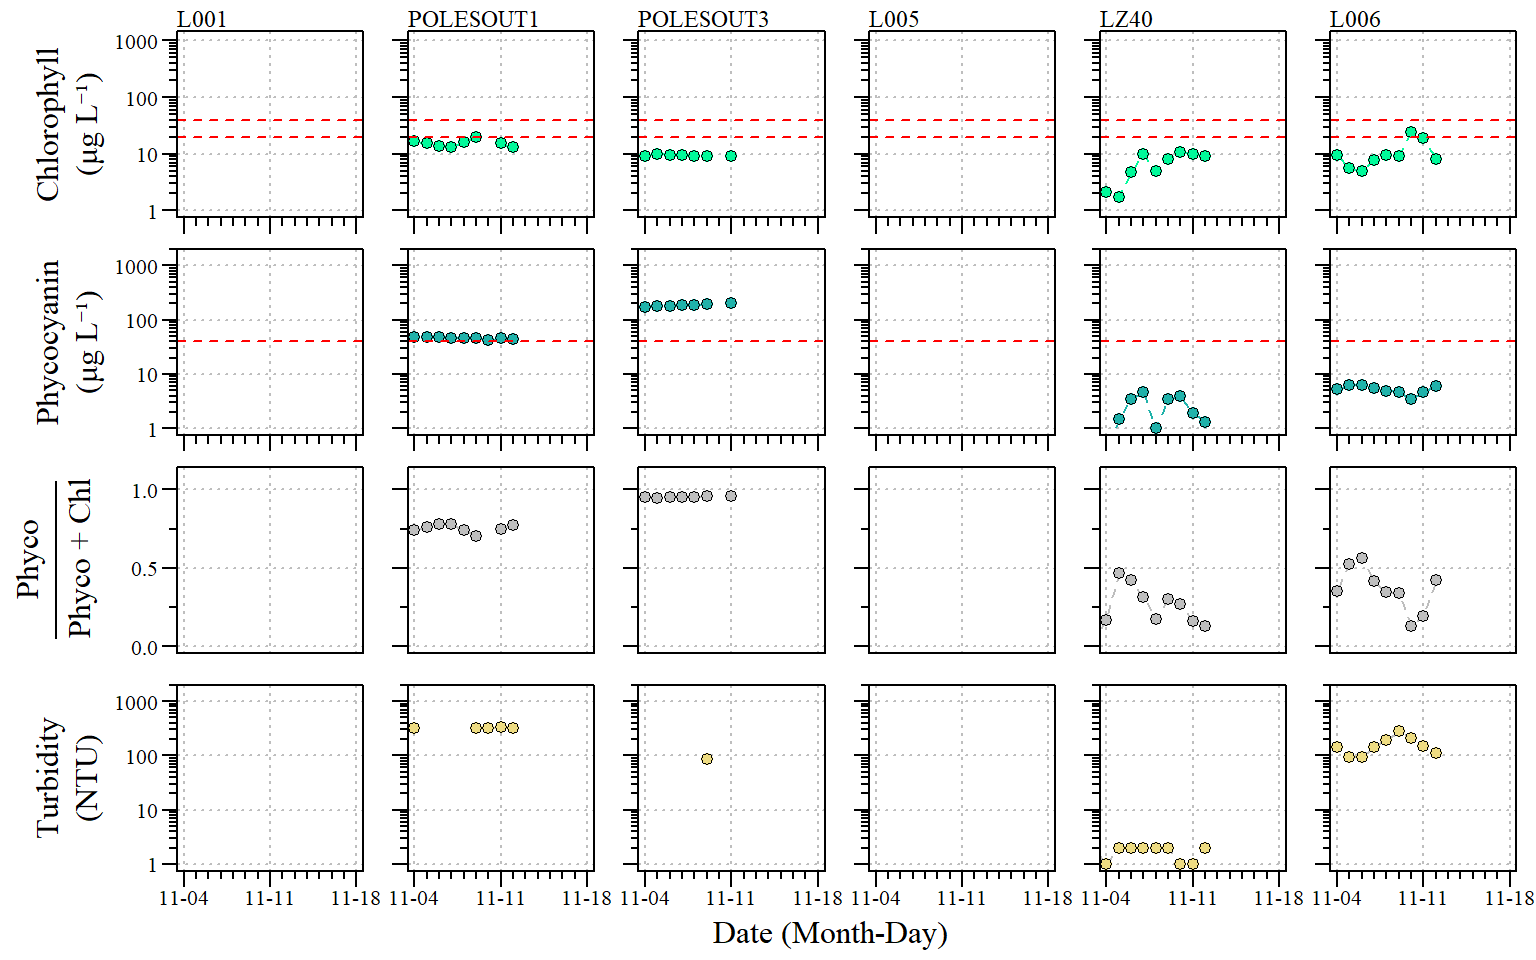 L001 POLESOUT1 POLESOUT3 L005 LZ40 L006
Chlorophyll
(µg L⁻¹)
1000
100
10
1
Phycocyanin
(µg L⁻¹)
1000
100
10
1
Phyco
Phyco + Chl
1.0
0.5
0.0
Turbidity
(NTU)
1000
100
10
1
11-04 11-11 11-18 11-04 11-11 11-18 11-04 11-11 11-18 11-04 11-11 11-18 11-04 11-11 11-18 11-04 11-11 11-18
Date (Month-Day)